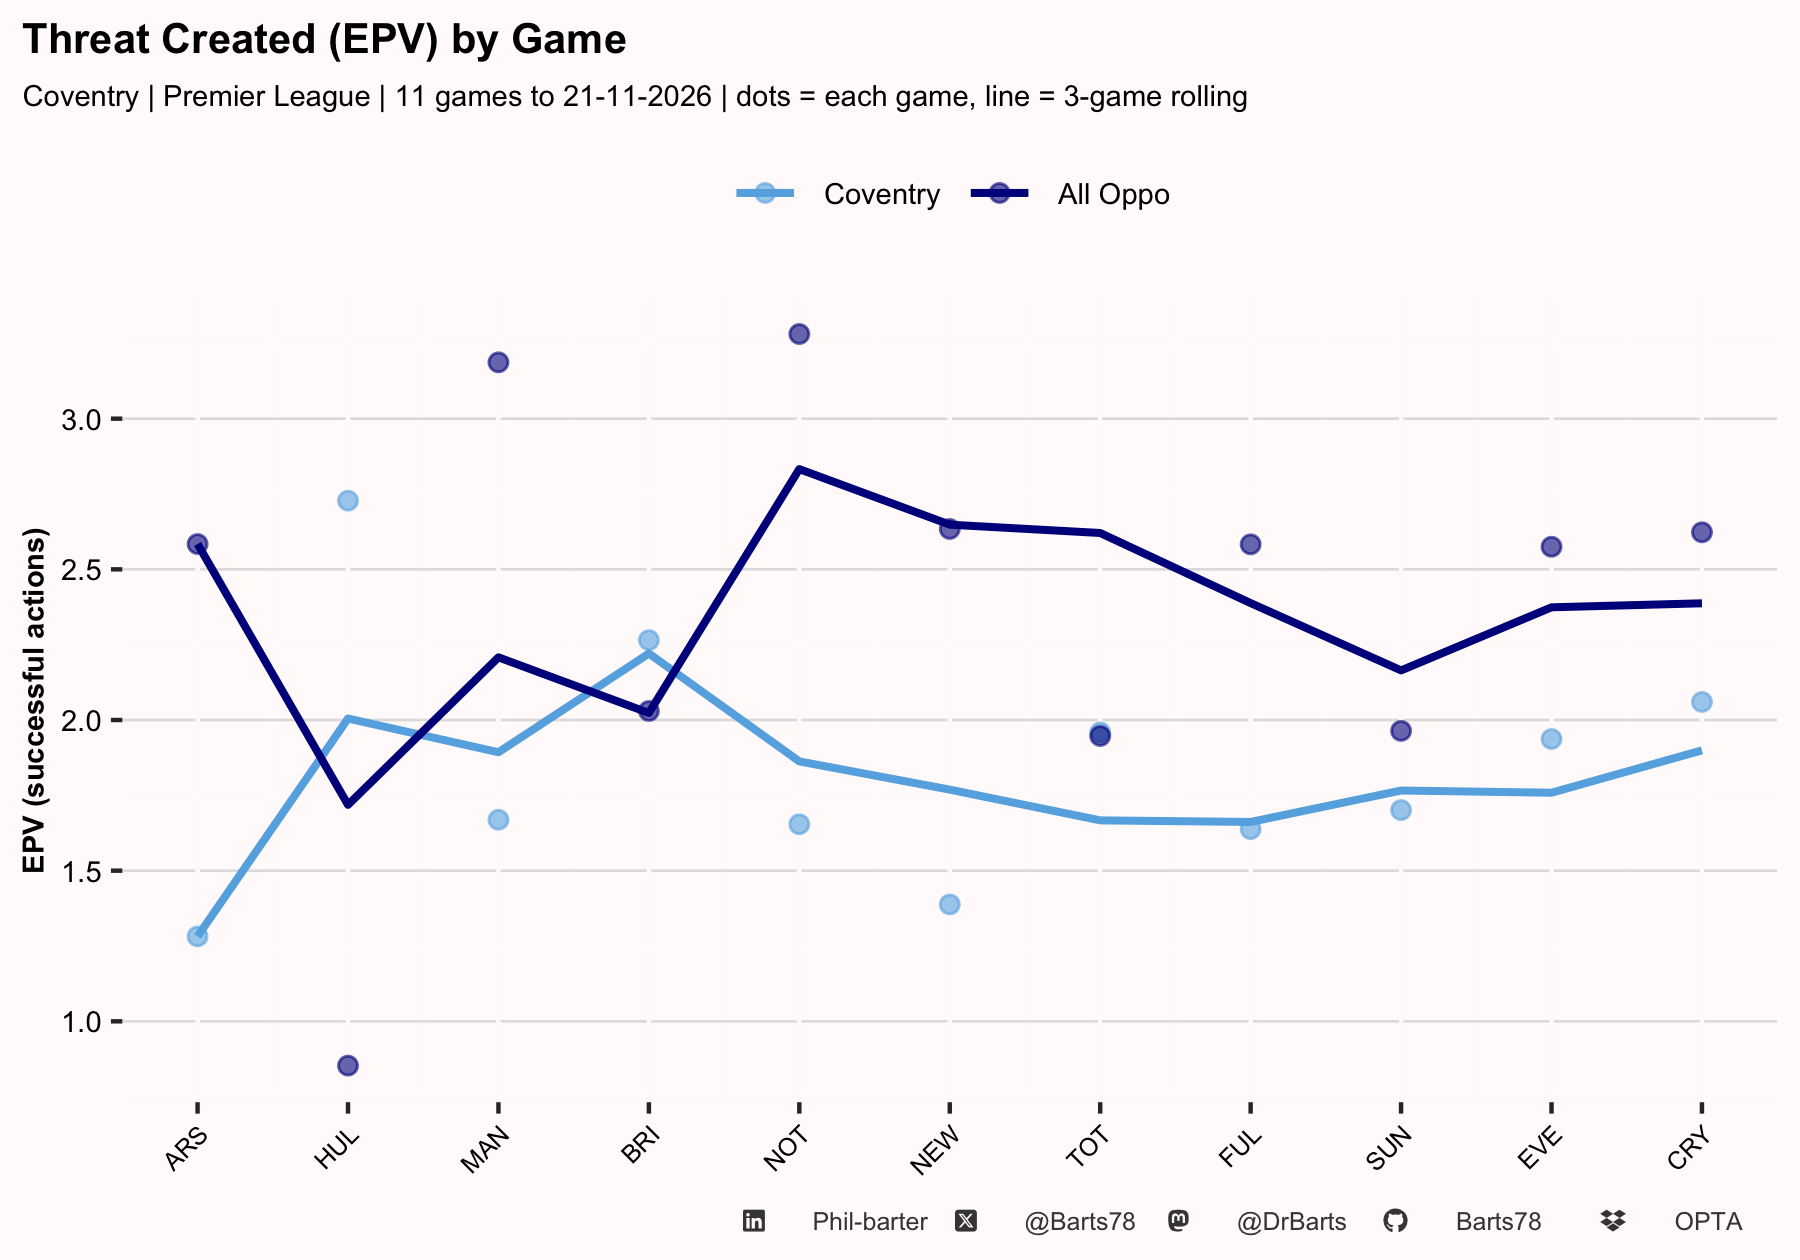 Threat Created (EPV) by Game
Coventry | Premier League | 11 games to 21-11-2026 | dots = each game, line = 3-game rolling
Coventry All Oppo
EPV (successful actions)
3.0
2.5
2.0
1.5
1.0
ARS HUL MAN BRI NOT NEW TOT FUL SUN EVE CRY
Phil-barter @Barts78 @DrBarts Barts78 OPTA